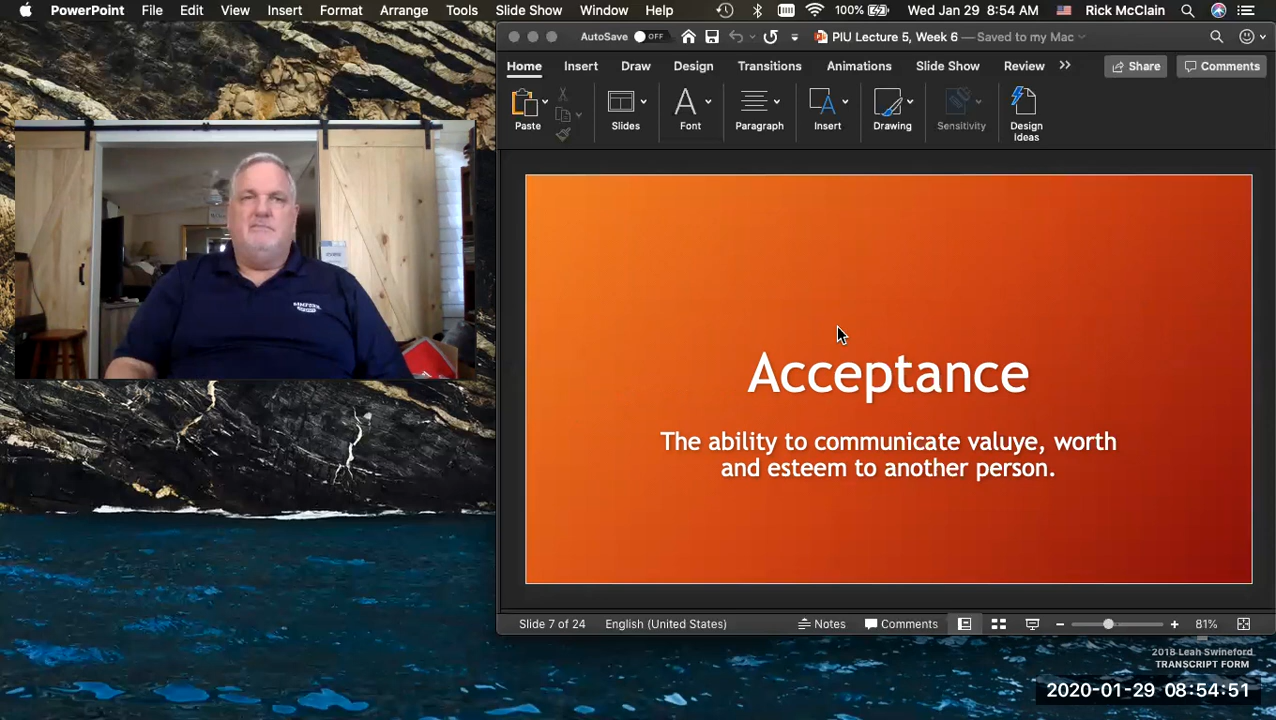 PowerPoint File Edit View Insert Format Arrange Tools Slide Show Window Help 100% Wed Jan 29 8:54 AM Rick McClain
AutoSave OFF PIU Lecture 5, Week 6 — Saved to my Mac
Home Insert Draw Design Transitions Animations Slide Show Review >> Share Comments
Paste Slides Font Paragraph Insert Drawing Sensitivity Design
Ideas
Acceptance
The ability to communicate valuye, worth
and esteem to another person.
Slide 7 of 24 English (United States) Notes Comments 81%
2018 Leah Swineford
TRANSCRIPT FORM
2020-01-29 08:54:51